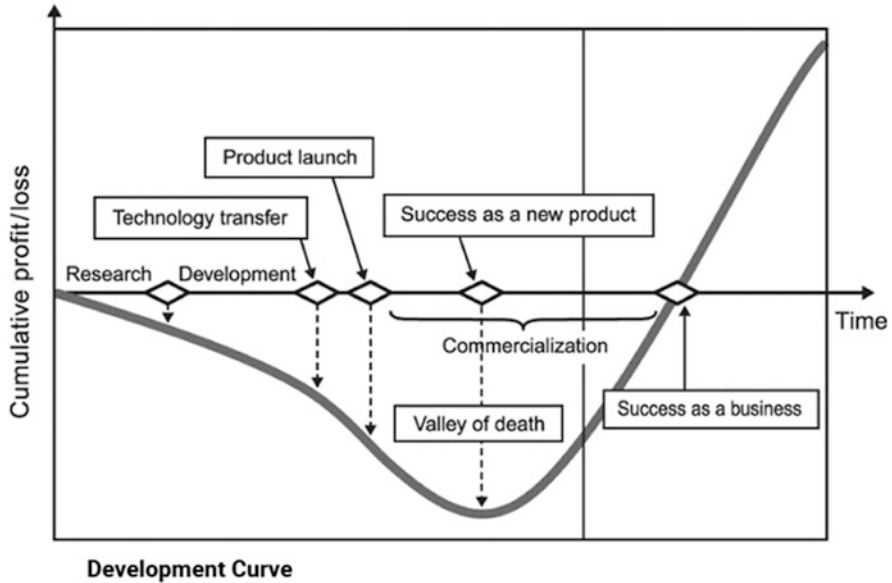 Product launch
Technology transfer
Success as a new product
Research
Development
Time
Commercialization
Cumulative profit/loss
Success as a business
Valley of death
Development Curve